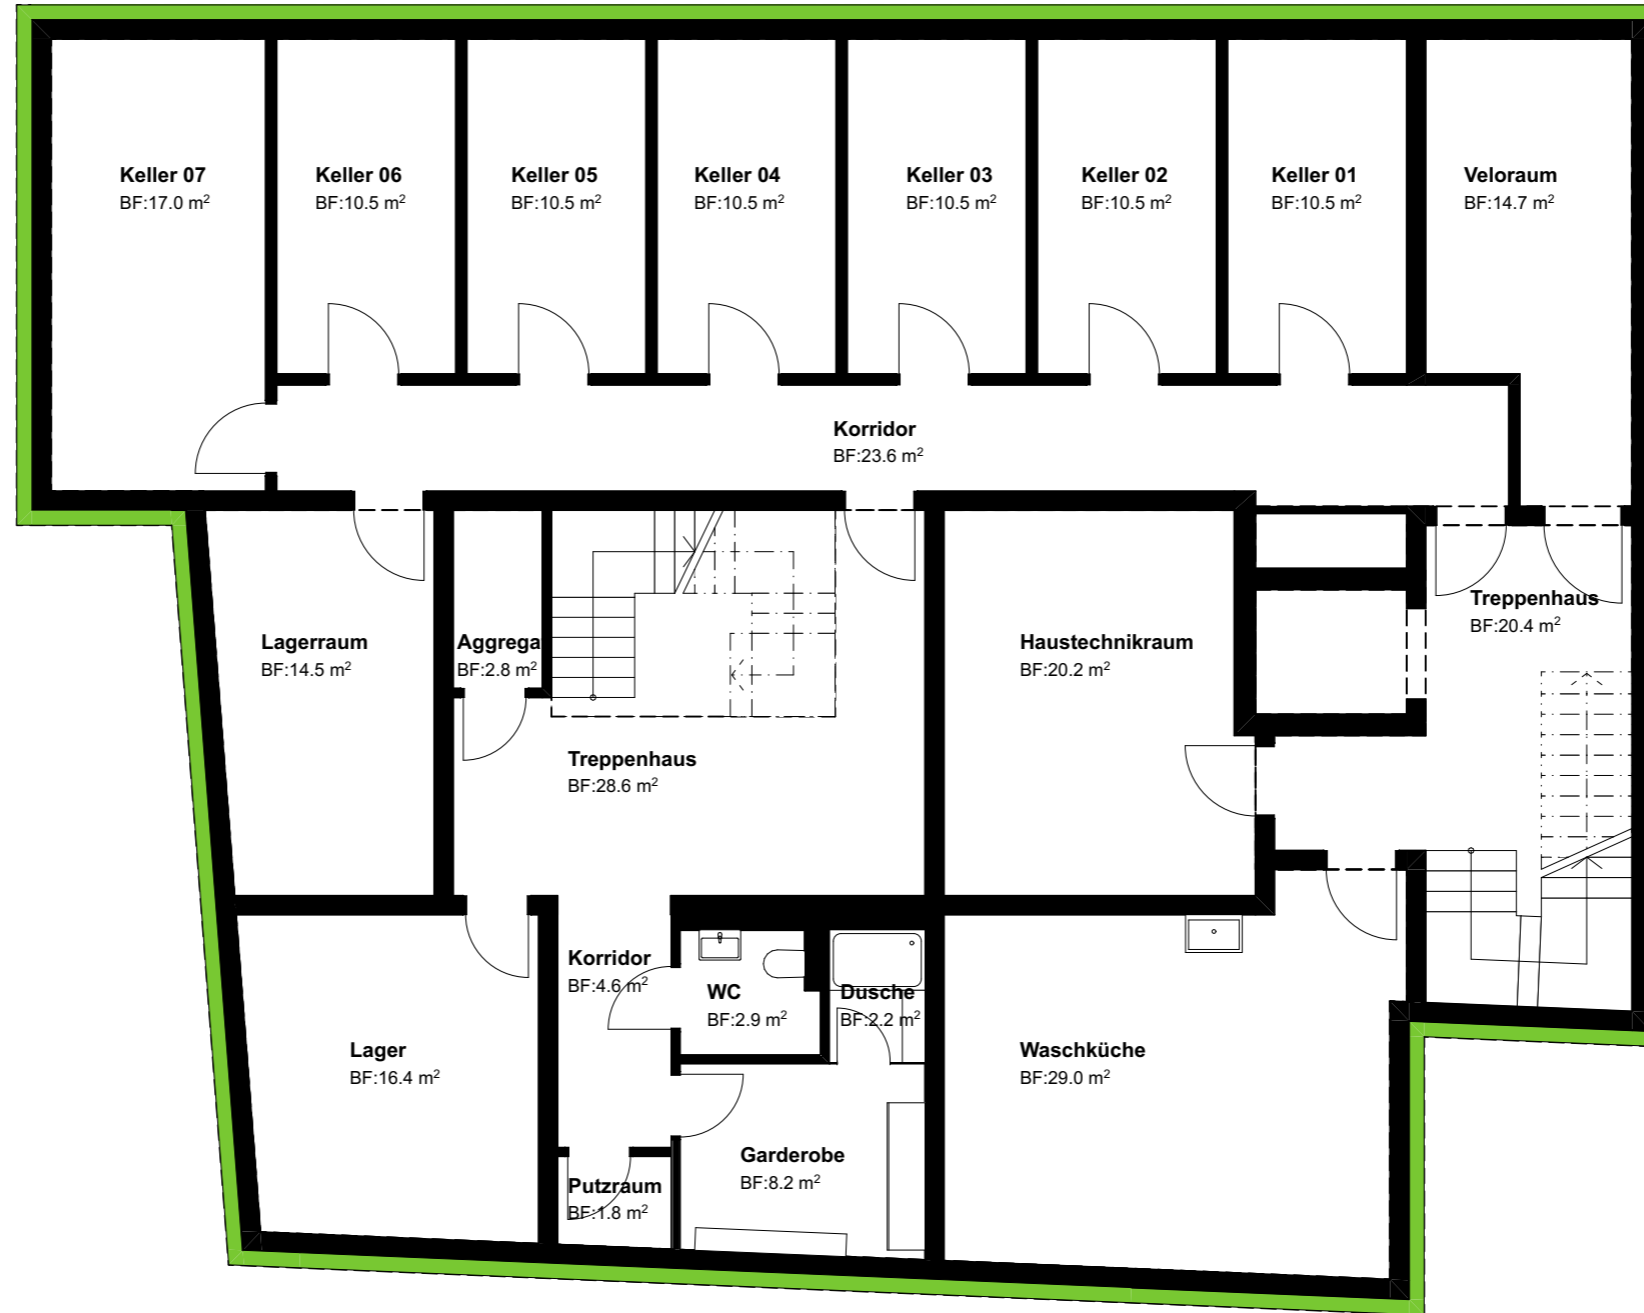 Keller 07
BF:17.0 m²
Keller 06
BF:10.5 m²
Keller 05
BF:10.5 m²
Keller 04
BF:10.5 m²
Keller 03
BF:10.5 m²
Keller 02
BF:10.5 m²
Keller 01
BF:10.5 m²
Veloraum
BF:14.7 m²
Korridor
BF:23.6 m²
Treppenhaus
BF:20.4 m²
Lagerraum
BF:14.5 m²
Aggrega
BF:2.8 m²
Haustechnikraum
BF:20.2 m²
Treppenhaus
BF:28.6 m²
Korridor
BF:4.6 m²
WC
BF:2.9 m²
Dusche
BF:2.2 m²
Lager
BF:16.4 m²
Waschküche
BF:29.0 m²
Garderobe
BF:8.2 m²
Putzraum
BF:1.8 m²